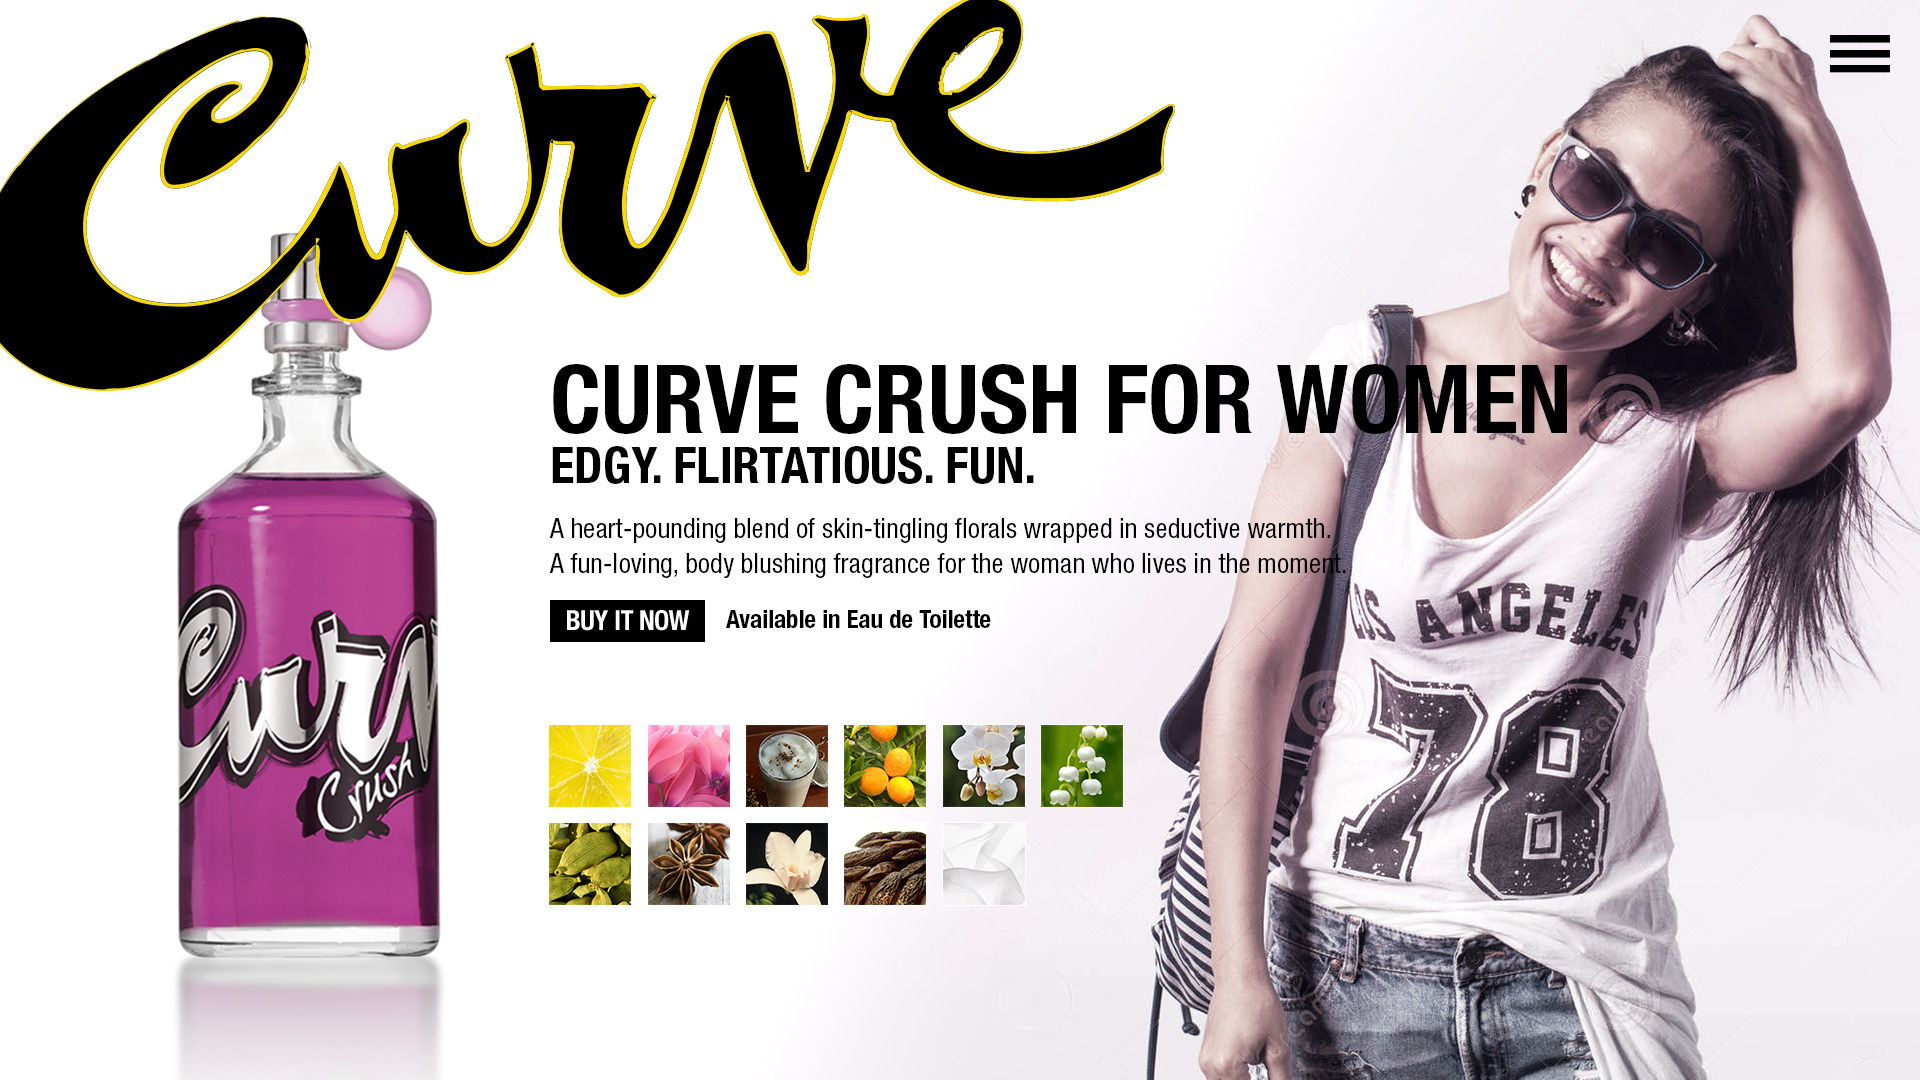 Curve
CURVE CRUSH FOR WOMEN
EDGY. FLIRTATIOUS. FUN.
A heart-pounding blend of skin-tingling florals wrapped in seductive warmth.
A fun-loving, body blushing fragrance for the woman who lives in the moment.
BUY IT NOW
Available in Eau de Toilette
Curv
Crush
LOS ANGELES
78